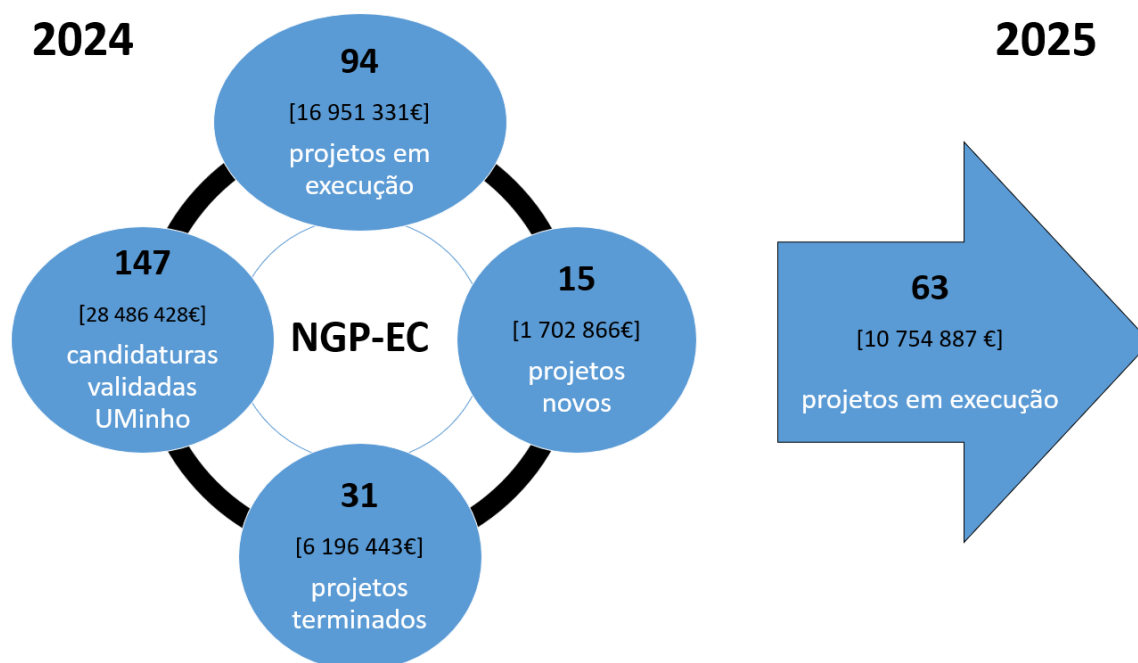 2024
2025
94
[16 951 331€]
projetos em
execução
147
[28 486 428€]
candidaturas
validadas
UMinho
NGP-EC
15
[1 702 866€]
projetos
novos
31
[6 196 443€]
projetos
terminados
63
[10 754 887 €]
projetos em execução